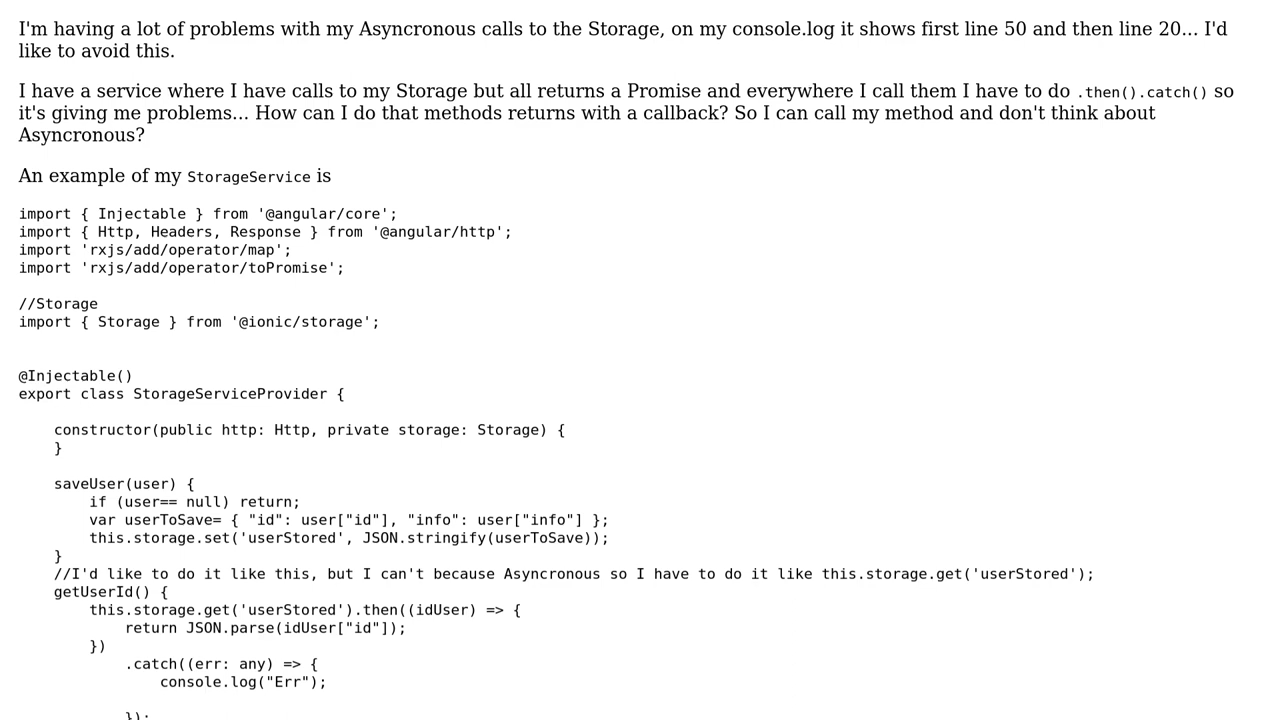 I'm having a lot of problems with my Asyncronous calls to the Storage, on my console.log it shows first line 50 and then line 20... I'd
like to avoid this.
I have a service where I have calls to my Storage but all returns a Promise and everywhere I call them I have to do .then().catch() so
it's giving me problems... How can I do that methods returns with a callback? So I can call my method and don't think about
Asyncronous?
An example of my StorageService is
import { Injectable } from '@angular/core';
import { Http, Headers, Response } from '@angular/http';
import 'rxjs/add/operator/map';
import 'rxjs/add/operator/toPromise';
//Storage
import { Storage } from '@ionic/storage';
@Injectable()
export class StorageServiceProvider {
    constructor(public http: Http, private storage: Storage) {
    }
    saveUser(user) {
        if (user== null) return;
        var userToSave= { "id": user["id"], "info": user["info"] };
        this.storage.set('userStored', JSON.stringify(userToSave));
    }
    //I'd like to do it like this, but I can't because Asyncronous so I have to do it like this.storage.get('userStored');
    getUserId() {
        this.storage.get('userStored').then((idUser) => {
            return JSON.parse(idUser["id"]);
        })
            .catch((err: any) => {
                console.log("Err");
            });